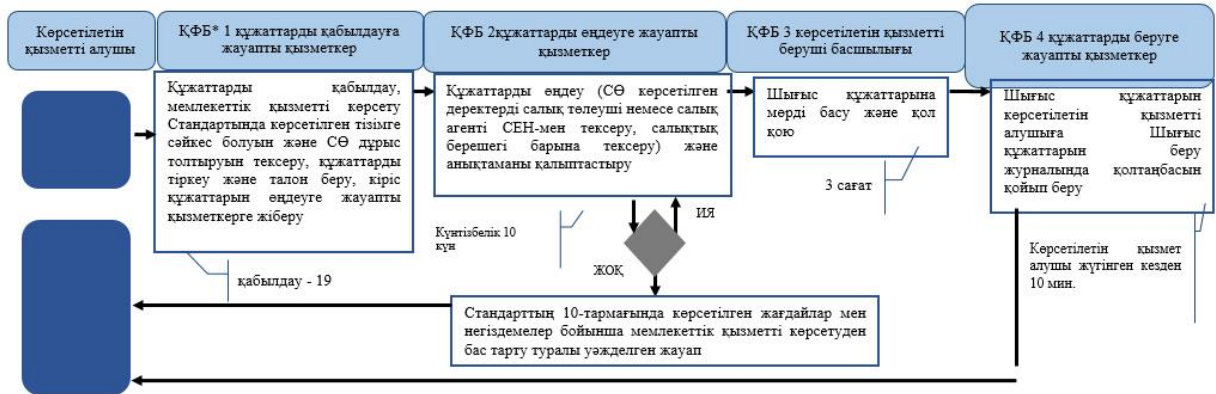 Көрсетілетін
қызметті алушы
ҚФБ* 1 құжаттарды қабылдауға
жауапты қызметкер
ҚФБ 2құжаттарды өңдеуге жауапты
қызметкер
ҚФБ 3 көрсетілетін қызметті
беруші басшылығы
ҚФБ 4 құжаттарды беруге
жауапты қызметкер
Құжаттарды қабылдау,
мемлекеттік қызметті көрсету
Стандартында көрсетілген тізімге
сәйкес болуын және СӨ дұрыс
толтыруын тексеру, құжаттарды
тіркеу және талон беру, кіріс
құжаттарын өңдеуге жауапты
қызметкерге жіберу
Құжаттарды өңдеу (СӨ көрсетілген
деректерді салық төлеуші немесе салық
агенті СЕН-мен тексеру, салықтық
берешегі барына тексеру) және
анықтаманы қалыптастыру
Шығыс құжаттарына
мөрді басу және қол
қою
Шығыс құжаттарын
көрсетілетін қызметті
алушыға Шығыс
құжаттарын беру
журналында қолтаңбасын
қойып беру
3 сағат
Күнтізбелік 10
күн
ИЯ
ЖОҚ
қабылдау - 19
Көрсетілетін қызмет
алушы жүгінген кезден
10 мин.
Стандарттың 10-тармағында көрсетілген жағдайлар мен
негіздемелер бойынша мемлекеттік қызметті көрсетуден
бас тарту туралы уәжделген жауап